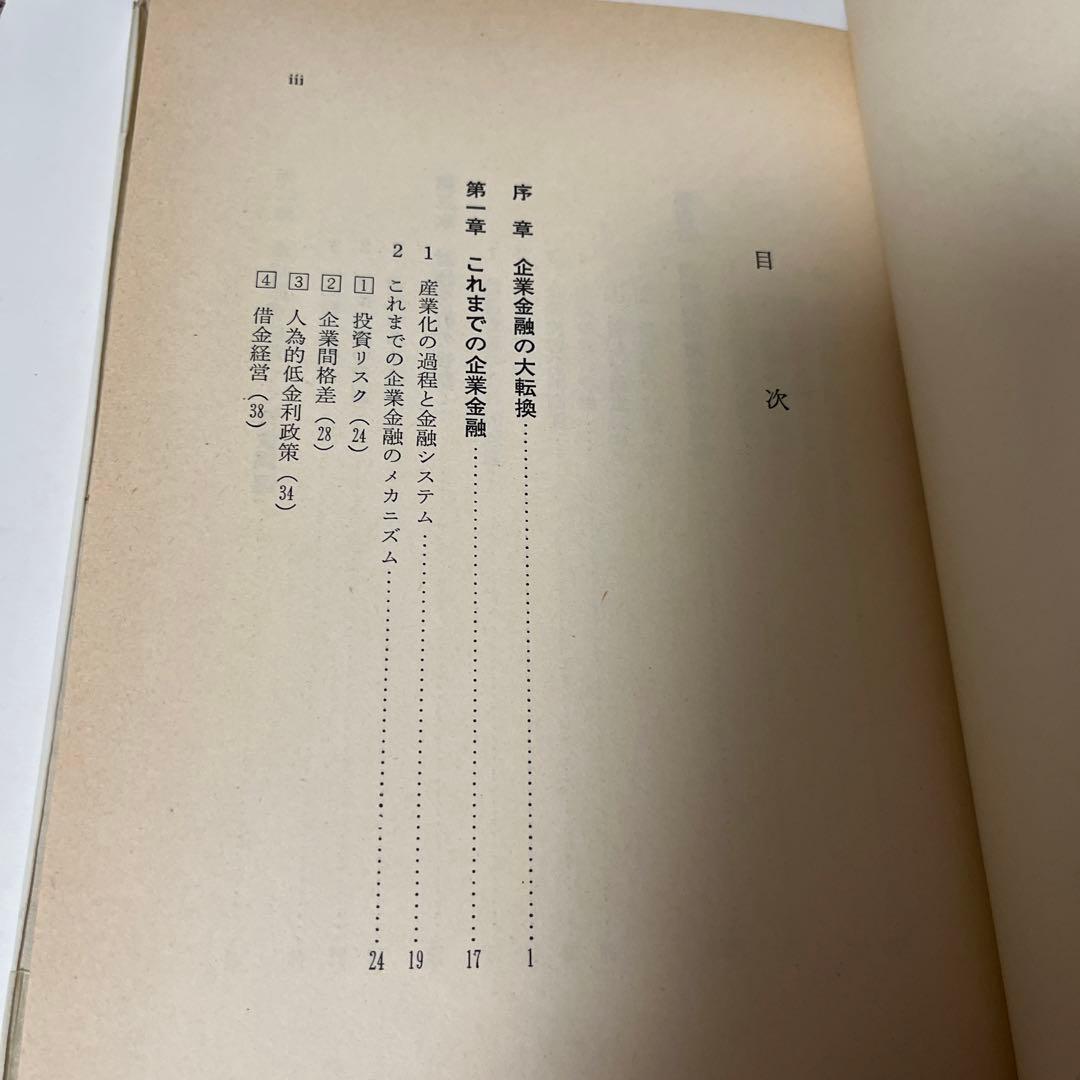 iii
目 次
序 章 企業金融の大転換……………………………………1
第一章 これまでの企業金融……………………………………17
1 産業化の過程と金融システム……………………………………19
2 これまでの企業金融のメカニズム……………………………………24
1 投資リスク(24)
2 企業間格差(28)
3 人為的低金利政策(34)
4 借金経営(38)